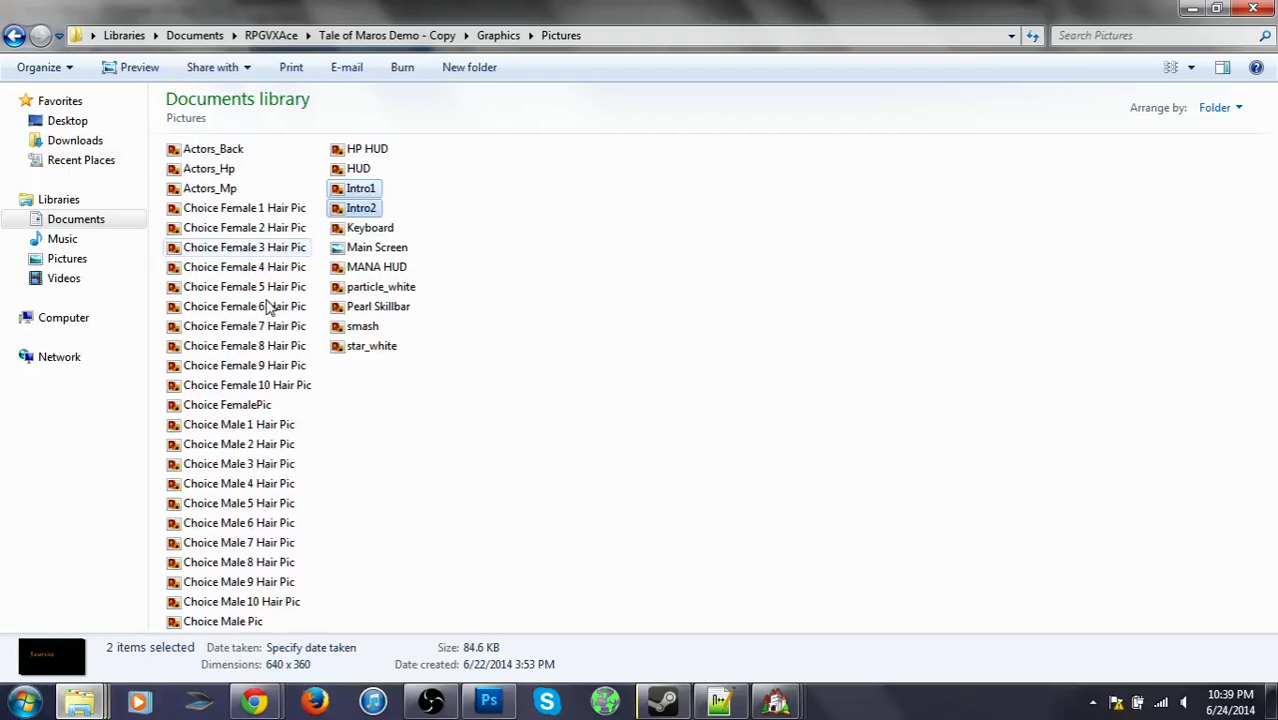 Libraries Documents RPGVXAce Tale of Maros Demo - Copy Graphics Pictures
Search Pictures
Organize Preview Share with Print E-mail Burn New folder
Documents library
Pictures
Arrange by: Folder
Favorites
Desktop
Downloads
Recent Places
Libraries
Documents
Music
Pictures
Videos
Computer
Network
Actors_Back
Actors_Hp
Actors_Mp
Choice Female 1 Hair Pic
Choice Female 2 Hair Pic
Choice Female 3 Hair Pic
Choice Female 4 Hair Pic
Choice Female 5 Hair Pic
Choice Female 6 Hair Pic
Choice Female 7 Hair Pic
Choice Female 8 Hair Pic
Choice Female 9 Hair Pic
Choice Female 10 Hair Pic
Choice FemalePic
Choice Male 1 Hair Pic
Choice Male 2 Hair Pic
Choice Male 3 Hair Pic
Choice Male 4 Hair Pic
Choice Male 5 Hair Pic
Choice Male 6 Hair Pic
Choice Male 7 Hair Pic
Choice Male 8 Hair Pic
Choice Male 9 Hair Pic
Choice Male 10 Hair Pic
Choice Male Pic
HP HUD
HUD
Intro1
Intro2
Keyboard
Main Screen
MANA HUD
particle_white
Pearl Skillbar
smash
star_white
2 items selected
Date taken: Specify date taken
Dimensions: 640 x 360
Size: 84.6 KB
Date created: 6/22/2014 3:53 PM
Ps
10:39 PM
6/24/2014